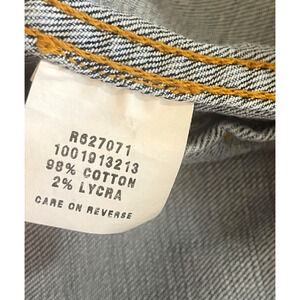 R627071
1001913213
98% COTTON
2% LYCRA
CARE ON REVERSE